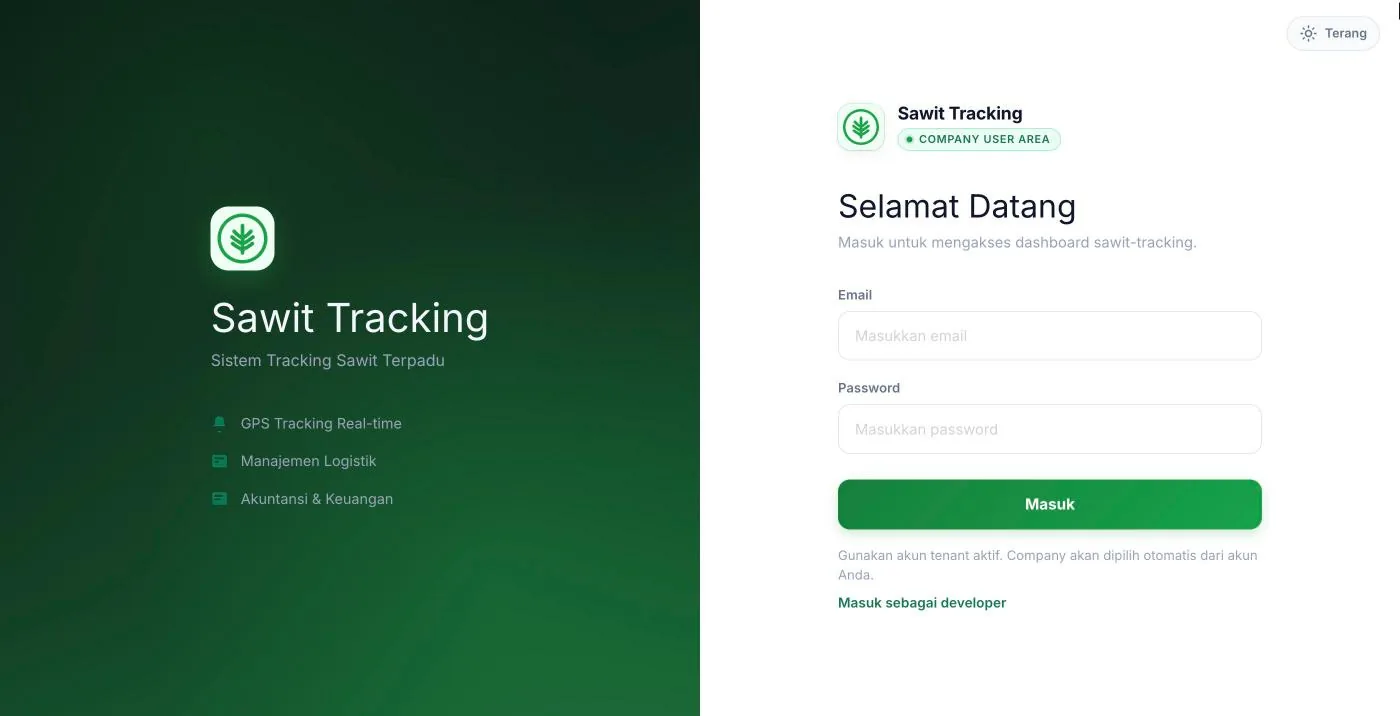 Sawit Tracking
Sistem Tracking Sawit Terpadu
GPS Tracking Real-time
Manajemen Logistik
Akuntansi & Keuangan
Terang
Sawit Tracking
COMPANY USER AREA
Selamat Datang
Masuk untuk mengakses dashboard sawit-tracking.
Email
Masukkan email
Password
Masukkan password
Masuk
Gunakan akun tenant aktif. Company akan dipilih otomatis dari akun
Anda.
Masuk sebagai developer